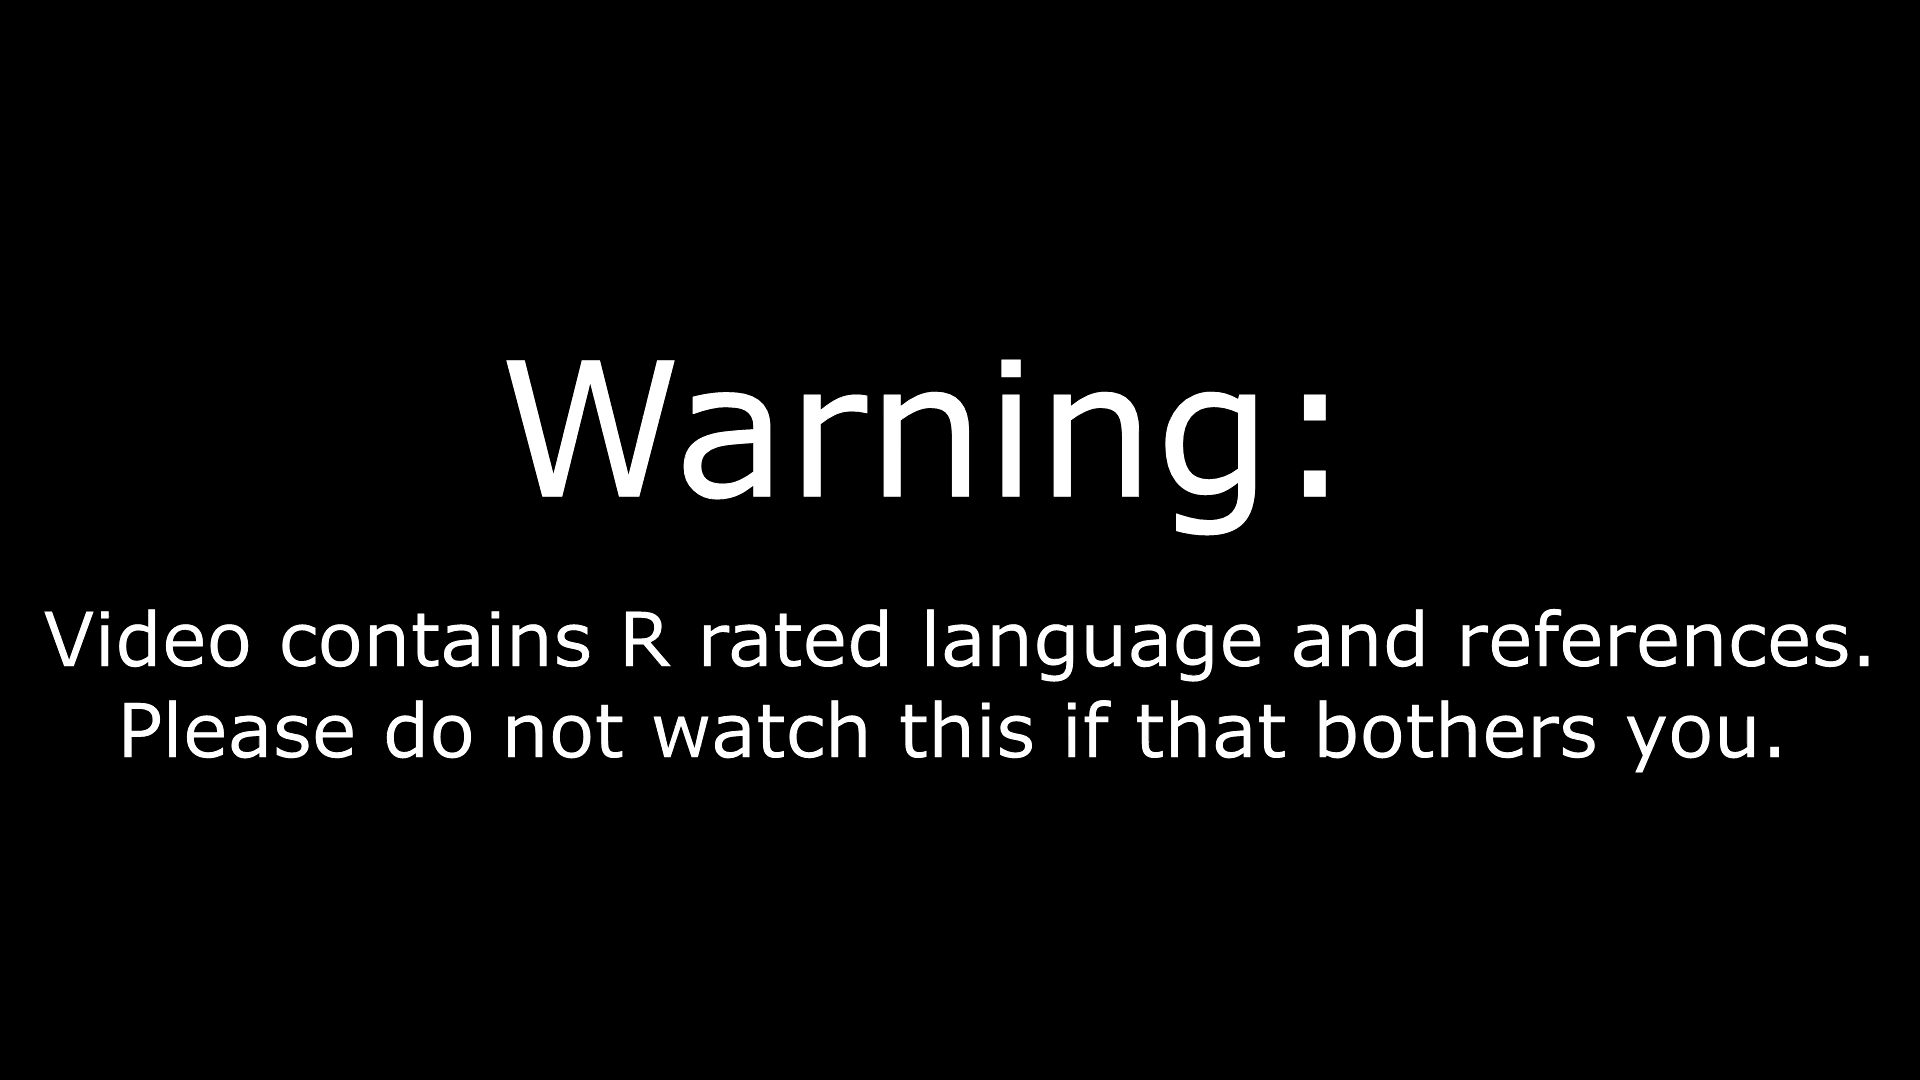 Warning:
Video contains R rated language and references.
Please do not watch this if that bothers you.